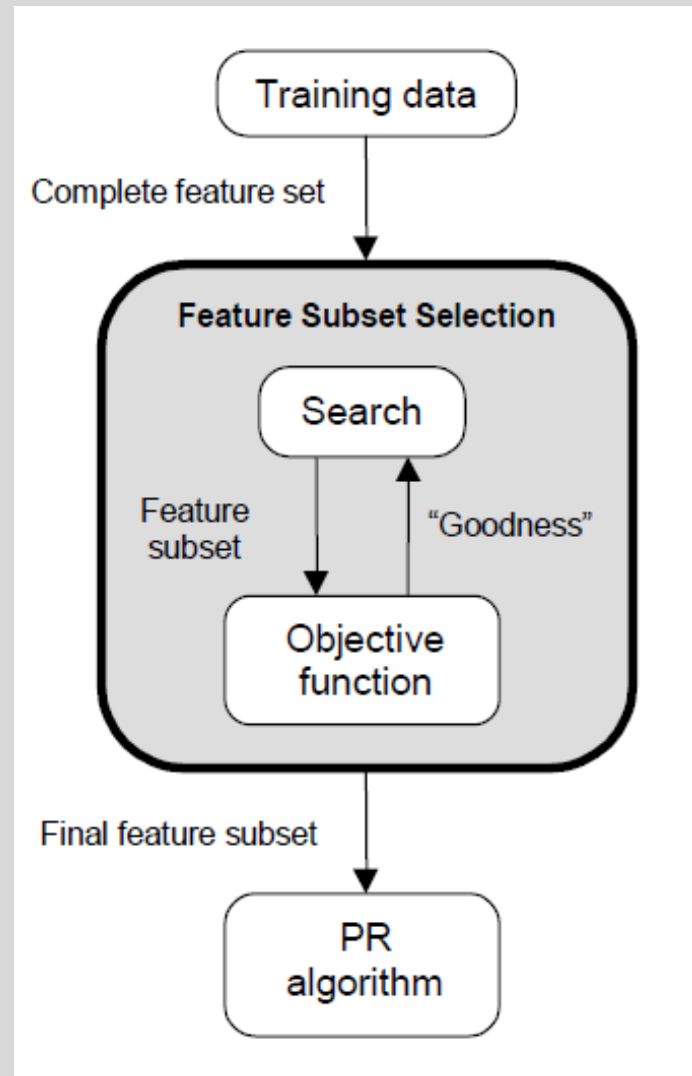 Training data
Complete feature set
Feature Subset Selection
Search
Feature
subset
“Goodness”
Objective
function
Final feature subset
PR
algorithm